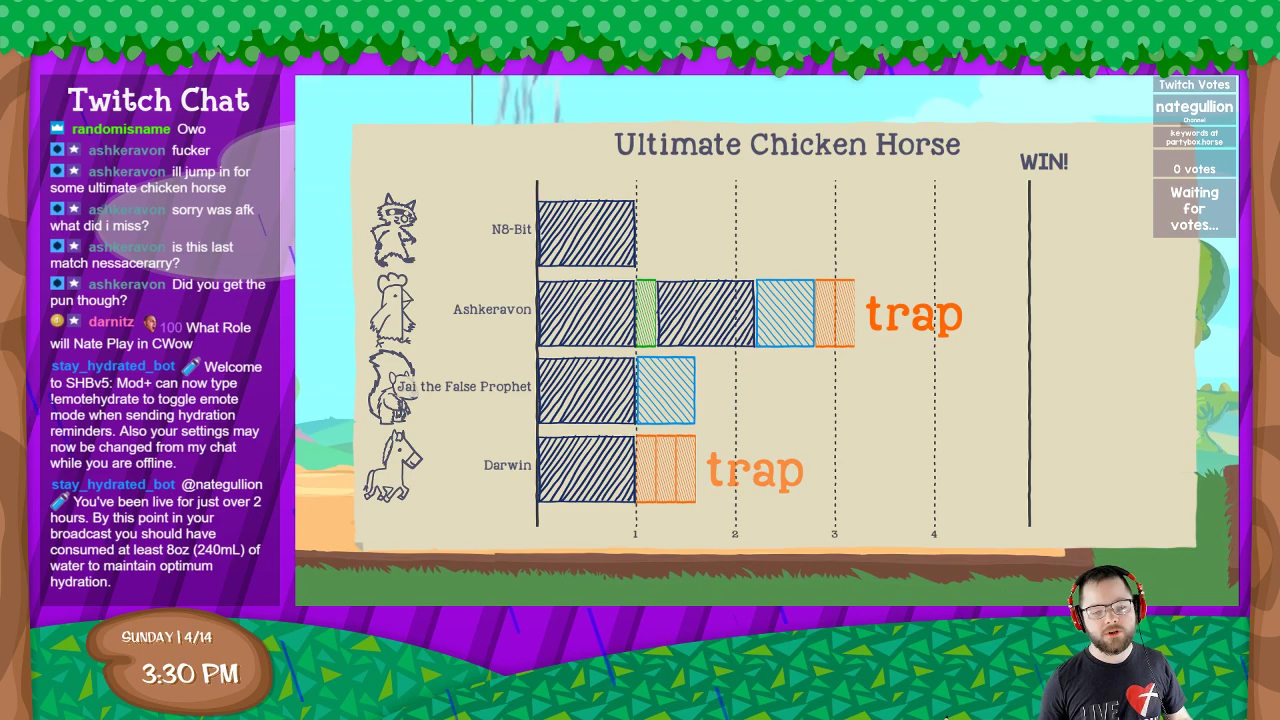 Twitch Chat
randomisname Owo
ashkeravon fucker
ashkeravon ill jump in for
some ultimate chicken horse
ashkeravon sorry was afk
what did i miss?
ashkeravon is this last
match nessacerarry?
ashkeravon Did you get the
pun though?
darnitz 100 What Role
will Nate Play in CWow
stay_hydrated_bot Welcome
to SHBv5: Mod+ can now type
!emotehydrate to toggle emote
mode when sending hydration
reminders. Also your settings may
now be changed from my chat
while you are offline.
stay_hydrated_bot @nategullion
You've been live for just over 2
hours. By this point in your
broadcast you should have
consumed at least 8oz (240mL) of
water to maintain optimum
hydration.
SUNDAY | 4/14
3:30 PM
Ultimate Chicken Horse
WIN!
N8-Bit
Ashkeravon
trap
Jai the False Prophet
Darwin
trap
1 2 3 4
Twitch Votes
nategullion
Channel
keywords at
partybox.horse
0 votes
Waiting
for
votes...
LIVE